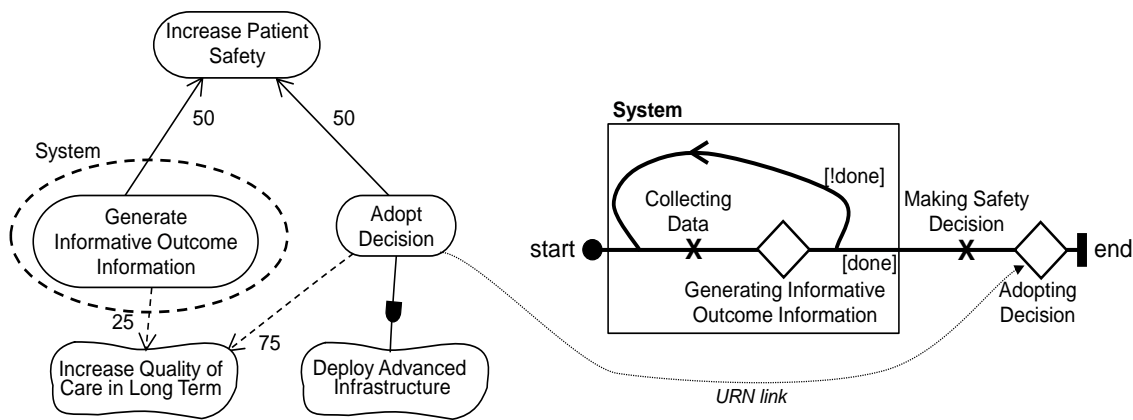 Increase Patient
Safety
50
50
System
Generate
Informative Outcome
Information
Adopt
Decision
25
75
Increase Quality of
Care in Long Term
Deploy Advanced
Infrastructure
System
[!done]
Collecting
Data
Making Safety
Decision
start
X
X
end
[done]
Generating Informative
Outcome Information
Adopting
Decision
URN link